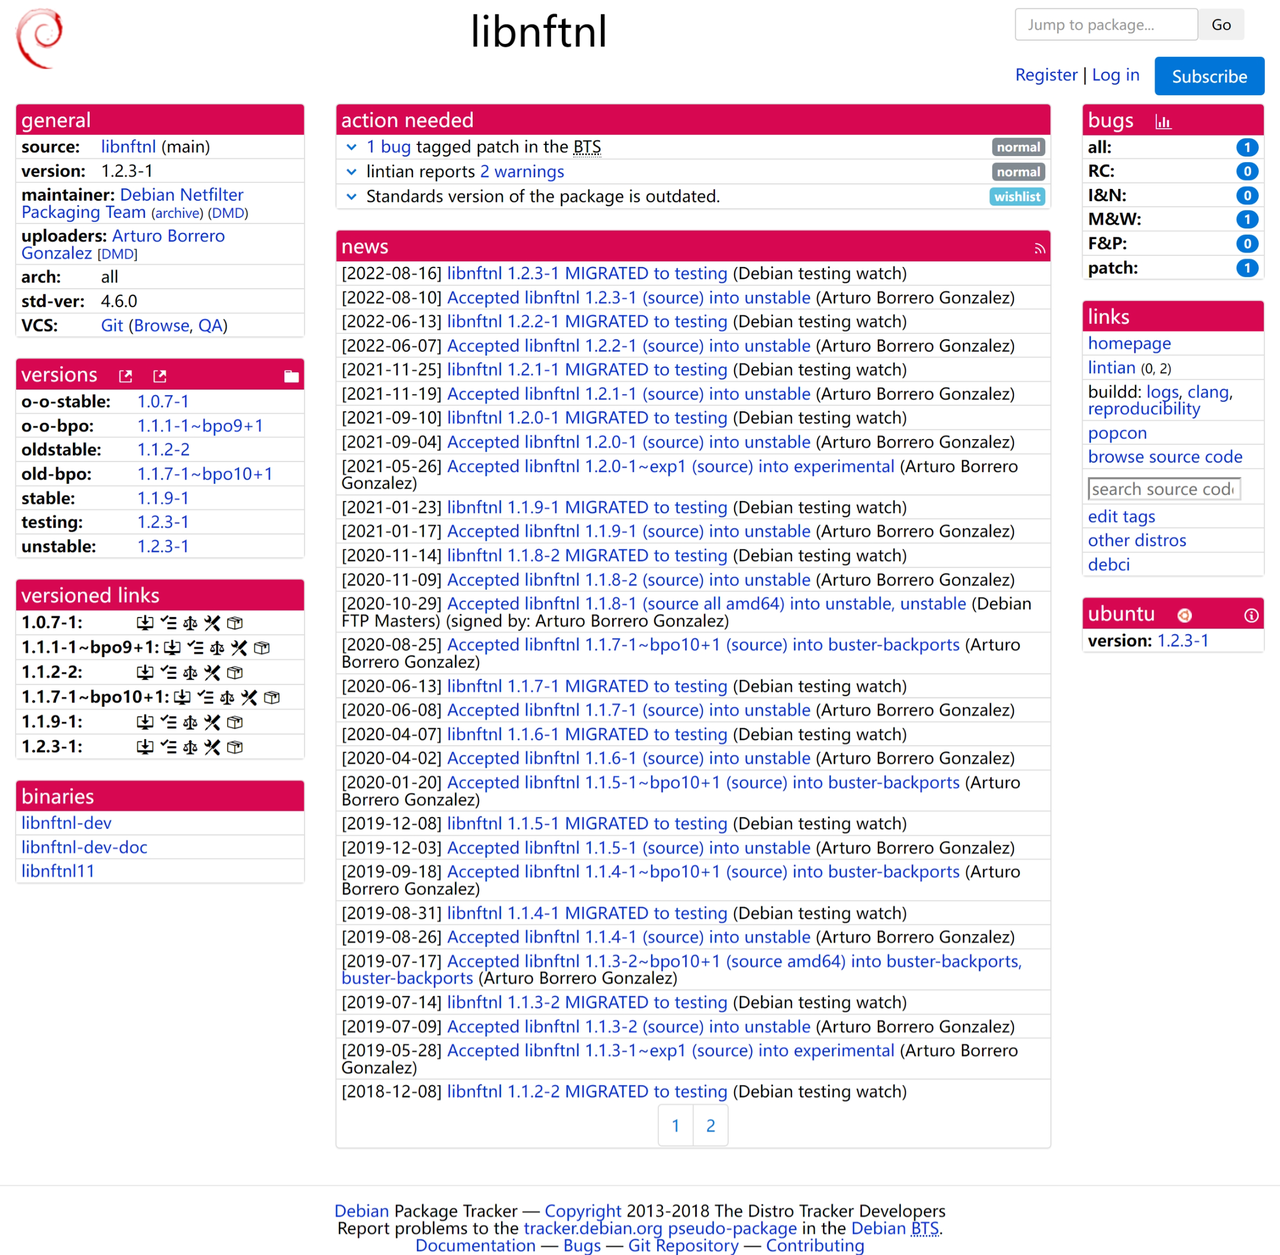 libnftnl
Jump to package...
Go
Register | Log in
Subscribe
general
source: libnftnl (main)
version: 1.2.3-1
maintainer: Debian Netfilter
Packaging Team (archive) (DMD)
uploaders: Arturo Borrero
Gonzalez [DMD]
arch: all
std-ver: 4.6.0
VCS: Git (Browse, QA)
versions
o-o-stable: 1.0.7-1
o-o-bpo: 1.1.1-1~bpo9+1
oldstable: 1.1.2-2
old-bpo: 1.1.7-1~bpo10+1
stable: 1.1.9-1
testing: 1.2.3-1
unstable: 1.2.3-1
versioned links
1.0.7-1:
1.1.1-1~bpo9+1:
1.1.2-2:
1.1.7-1~bpo10+1:
1.1.9-1:
1.2.3-1:
binaries
libnftnl-dev
libnftnl-dev-doc
libnftnl11
action needed
1 bug tagged patch in the BTS normal
lintian reports 2 warnings normal
Standards version of the package is outdated. wishlist
news
[2022-08-16] libnftnl 1.2.3-1 MIGRATED to testing (Debian testing watch)
[2022-08-10] Accepted libnftnl 1.2.3-1 (source) into unstable (Arturo Borrero Gonzalez)
[2022-06-13] libnftnl 1.2.2-1 MIGRATED to testing (Debian testing watch)
[2022-06-07] Accepted libnftnl 1.2.2-1 (source) into unstable (Arturo Borrero Gonzalez)
[2021-11-25] libnftnl 1.2.1-1 MIGRATED to testing (Debian testing watch)
[2021-11-19] Accepted libnftnl 1.2.1-1 (source) into unstable (Arturo Borrero Gonzalez)
[2021-09-10] libnftnl 1.2.0-1 MIGRATED to testing (Debian testing watch)
[2021-09-04] Accepted libnftnl 1.2.0-1 (source) into unstable (Arturo Borrero Gonzalez)
[2021-05-26] Accepted libnftnl 1.2.0-1~exp1 (source) into experimental (Arturo Borrero
Gonzalez)
[2021-01-23] libnftnl 1.1.9-1 MIGRATED to testing (Debian testing watch)
[2021-01-17] Accepted libnftnl 1.1.9-1 (source) into unstable (Arturo Borrero Gonzalez)
[2020-11-14] libnftnl 1.1.8-2 MIGRATED to testing (Debian testing watch)
[2020-11-09] Accepted libnftnl 1.1.8-2 (source) into unstable (Arturo Borrero Gonzalez)
[2020-10-29] Accepted libnftnl 1.1.8-1 (source all amd64) into unstable, unstable (Debian
FTP Masters) (signed by: Arturo Borrero Gonzalez)
[2020-08-25] Accepted libnftnl 1.1.7-1~bpo10+1 (source) into buster-backports (Arturo
Borrero Gonzalez)
[2020-06-13] libnftnl 1.1.7-1 MIGRATED to testing (Debian testing watch)
[2020-06-08] Accepted libnftnl 1.1.7-1 (source) into unstable (Arturo Borrero Gonzalez)
[2020-04-07] libnftnl 1.1.6-1 MIGRATED to testing (Debian testing watch)
[2020-04-02] Accepted libnftnl 1.1.6-1 (source) into unstable (Arturo Borrero Gonzalez)
[2020-01-20] Accepted libnftnl 1.1.5-1~bpo10+1 (source) into buster-backports (Arturo
Borrero Gonzalez)
[2019-12-08] libnftnl 1.1.5-1 MIGRATED to testing (Debian testing watch)
[2019-12-03] Accepted libnftnl 1.1.5-1 (source) into unstable (Arturo Borrero Gonzalez)
[2019-09-18] Accepted libnftnl 1.1.4-1~bpo10+1 (source) into buster-backports (Arturo
Borrero Gonzalez)
[2019-08-31] libnftnl 1.1.4-1 MIGRATED to testing (Debian testing watch)
[2019-08-26] Accepted libnftnl 1.1.4-1 (source) into unstable (Arturo Borrero Gonzalez)
[2019-07-17] Accepted libnftnl 1.1.3-2~bpo10+1 (source amd64) into buster-backports,
buster-backports (Arturo Borrero Gonzalez)
[2019-07-14] libnftnl 1.1.3-2 MIGRATED to testing (Debian testing watch)
[2019-07-09] Accepted libnftnl 1.1.3-2 (source) into unstable (Arturo Borrero Gonzalez)
[2019-05-28] Accepted libnftnl 1.1.3-1~exp1 (source) into experimental (Arturo Borrero
Gonzalez)
[2018-12-08] libnftnl 1.1.2-2 MIGRATED to testing (Debian testing watch)
1 2
bugs
all: 1
RC: 0
I&N: 0
M&W: 1
F&P: 0
patch: 1
links
homepage
lintian (0, 2)
buildd: logs, clang,
reproducibility
popcon
browse source code
search source cod
edit tags
other distros
debci
ubuntu
version: 1.2.3-1
Debian Package Tracker — Copyright 2013-2018 The Distro Tracker Developers
Report problems to the tracker.debian.org pseudo-package in the Debian BTS.
Documentation — Bugs — Git Repository — Contributing